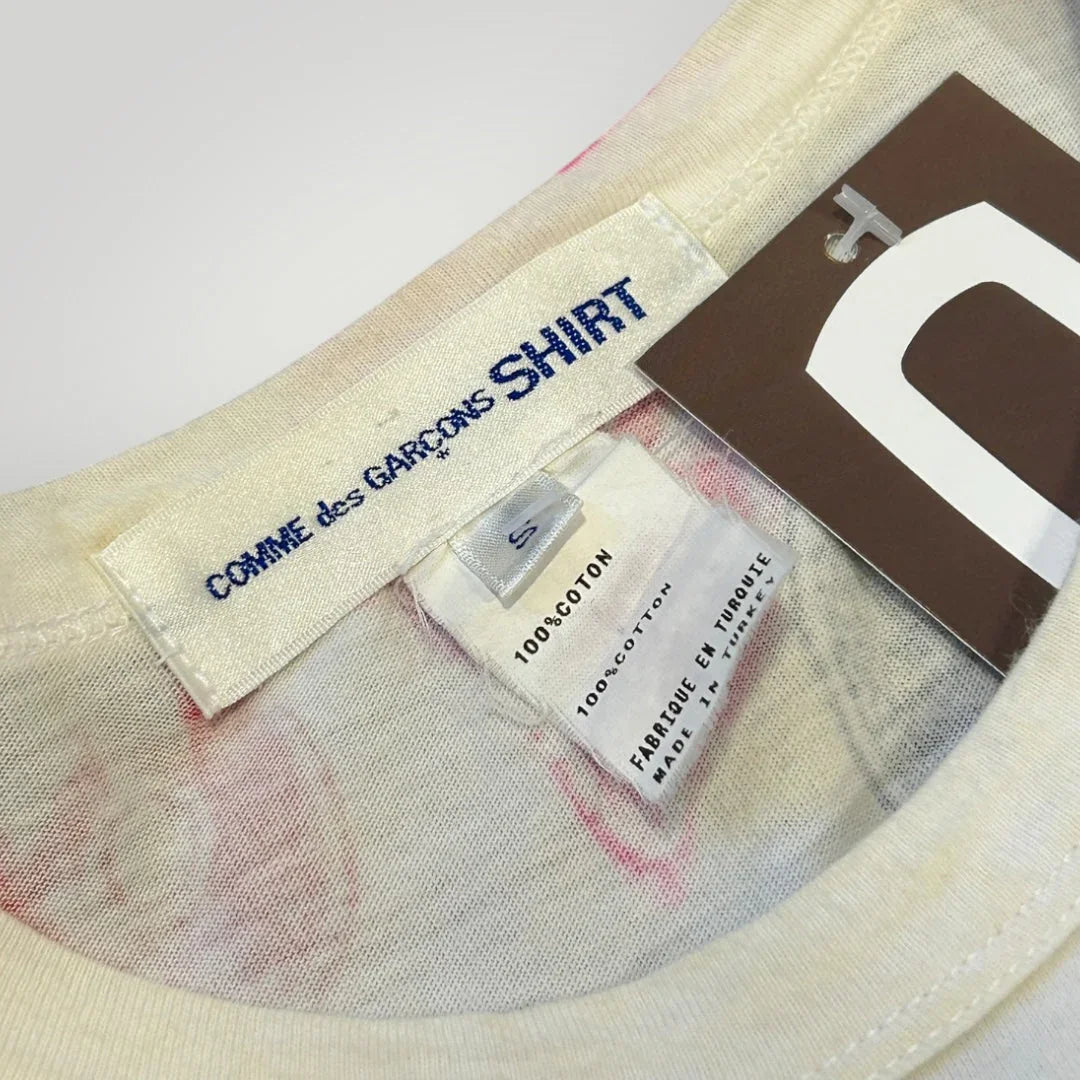 COMME des GARÇONS SHIRT
S
100%COTON
100%COTTON
FABRIQUE EN TURQUIE
MADE IN TURKEY